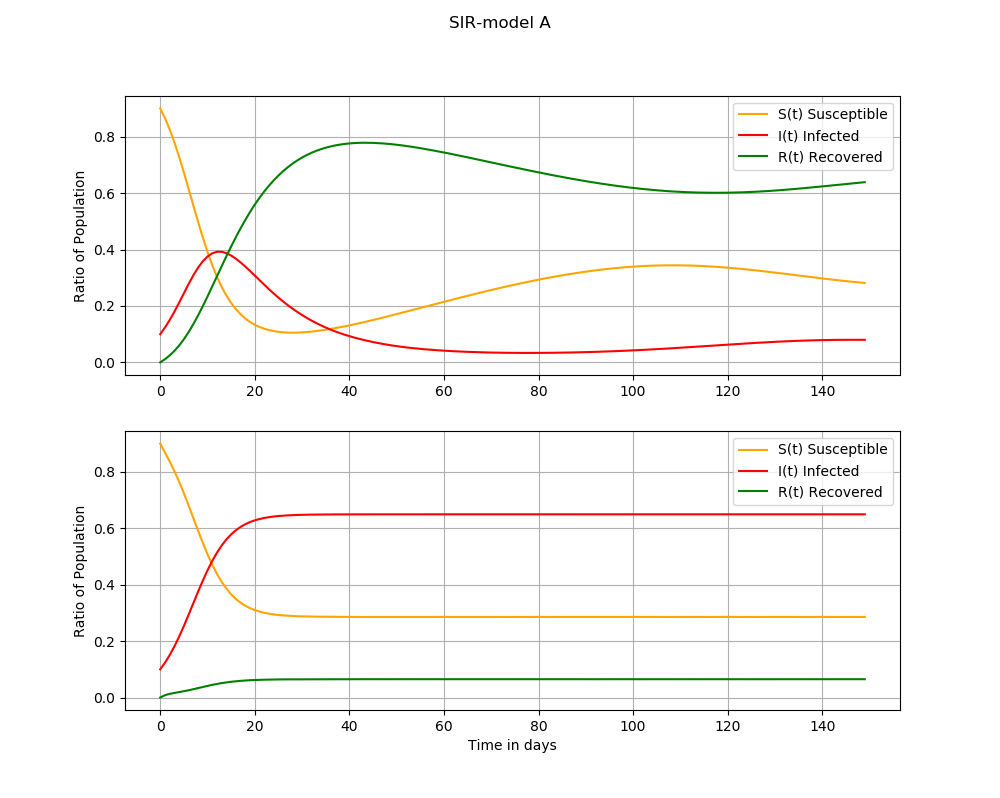 SIR-model A
S(t) Susceptible
I(t) Infected
R(t) Recovered
Ratio of Population
0.8
0.6
0.4
0.2
0.0
0 20 40 60 80 100 120 140
S(t) Susceptible
I(t) Infected
R(t) Recovered
Ratio of Population
0.8
0.6
0.4
0.2
0.0
0 20 40 60 80 100 120 140
Time in days